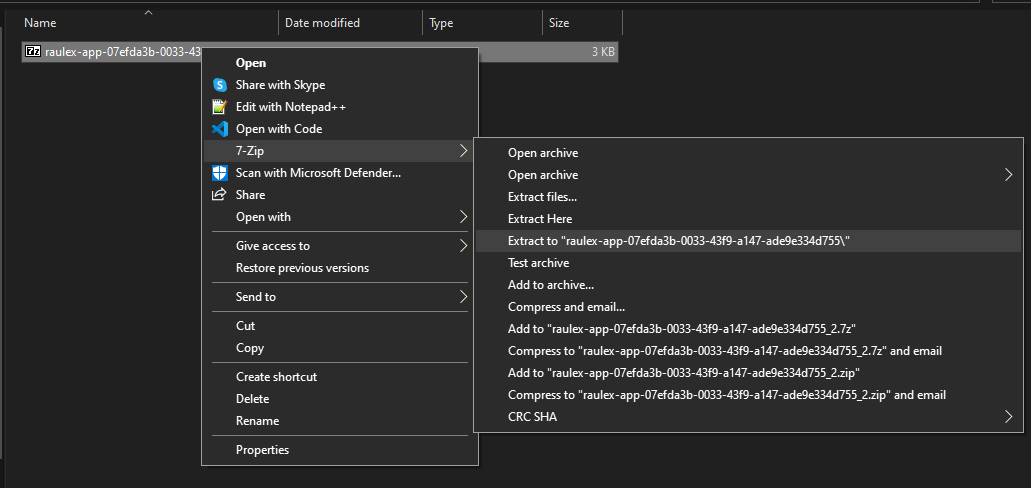 Name Date modified Type Size
raulex-app-07efda3b-0033-43 3 KB
Open
Share with Skype
Edit with Notepad++
Open with Code
7-Zip
Scan with Microsoft Defender...
Share
Open with
Give access to
Restore previous versions
Send to
Cut
Copy
Create shortcut
Delete
Rename
Properties
Open archive
Open archive
Extract files...
Extract Here
Extract to "raulex-app-07efda3b-0033-43f9-a147-ade9e334d755\"
Test archive
Add to archive...
Compress and email...
Add to "raulex-app-07efda3b-0033-43f9-a147-ade9e334d755_2.7z"
Compress to "raulex-app-07efda3b-0033-43f9-a147-ade9e334d755_2.7z" and email
Add to "raulex-app-07efda3b-0033-43f9-a147-ade9e334d755_2.zip"
Compress to "raulex-app-07efda3b-0033-43f9-a147-ade9e334d755_2.zip" and email
CRC SHA